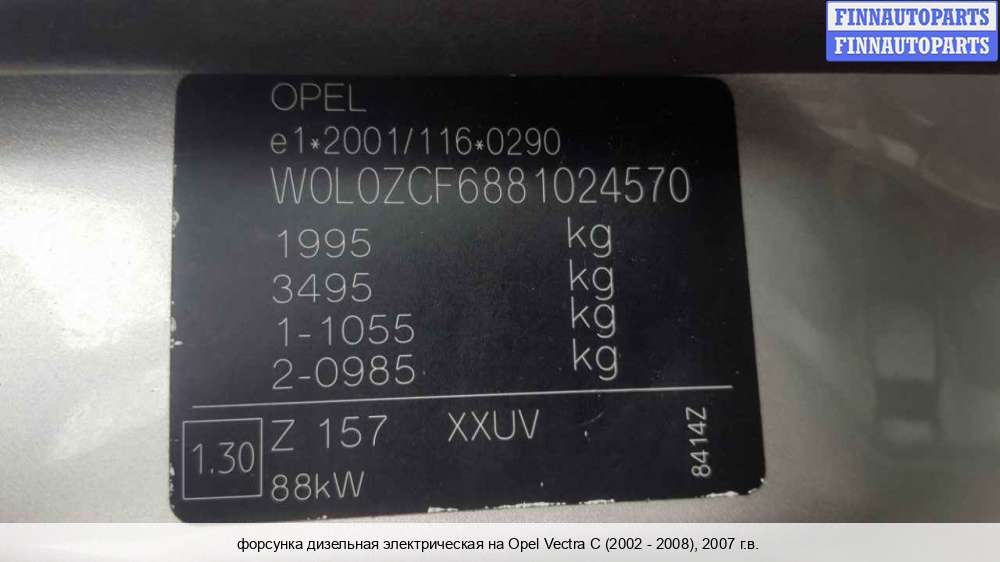 FINNAUTOPARTS
FINNAUTOPARTS
OPEL
e1*2001/116*0290
W0L0ZCF6881024570
1995 kg
3495 kg
1-1055 kg
2-0985 kg
1.30 Z 157 XXUV
88kW
8414Z
форсунка дизельная электрическая на Opel Vectra C (2002 - 2008), 2007 г.в.